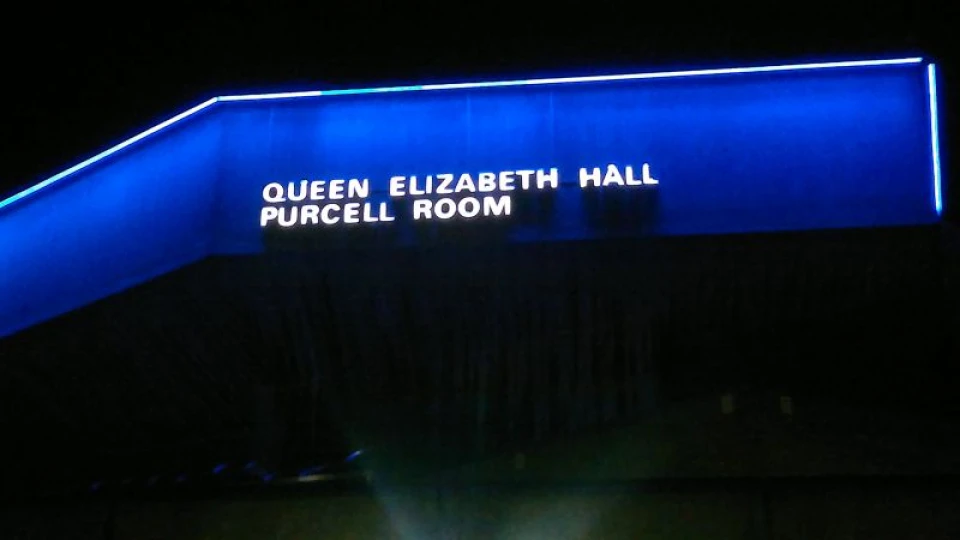 QUEEN ELIZABETH HALL
PURCELL ROOM